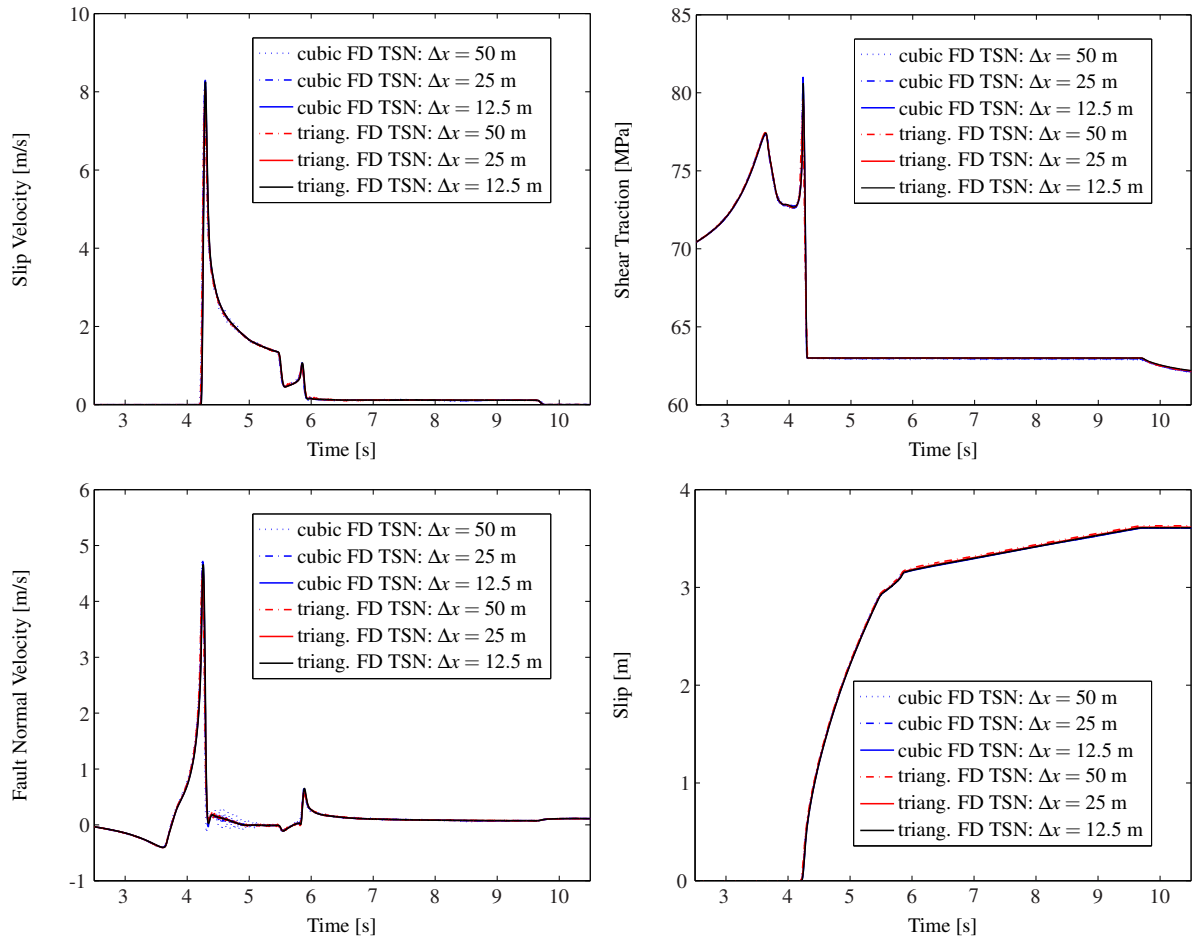 10
8
6
4
2
0
Slip Velocity [m/s]
cubic FD TSN: Δx = 50 m
cubic FD TSN: Δx = 25 m
cubic FD TSN: Δx = 12.5 m
triang. FD TSN: Δx = 50 m
triang. FD TSN: Δx = 25 m
triang. FD TSN: Δx = 12.5 m
3 4 5 6 7 8 9 10
Time [s]
85
80
75
70
65
60
Shear Traction [MPa]
cubic FD TSN: Δx = 50 m
cubic FD TSN: Δx = 25 m
cubic FD TSN: Δx = 12.5 m
triang. FD TSN: Δx = 50 m
triang. FD TSN: Δx = 25 m
triang. FD TSN: Δx = 12.5 m
3 4 5 6 7 8 9 10
Time [s]
6
5
4
3
2
1
0
-1
Fault Normal Velocity [m/s]
cubic FD TSN: Δx = 50 m
cubic FD TSN: Δx = 25 m
cubic FD TSN: Δx = 12.5 m
triang. FD TSN: Δx = 50 m
triang. FD TSN: Δx = 25 m
triang. FD TSN: Δx = 12.5 m
3 4 5 6 7 8 9 10
Time [s]
4
3
2
1
0
Slip [m]
cubic FD TSN: Δx = 50 m
cubic FD TSN: Δx = 25 m
cubic FD TSN: Δx = 12.5 m
triang. FD TSN: Δx = 50 m
triang. FD TSN: Δx = 25 m
triang. FD TSN: Δx = 12.5 m
3 4 5 6 7 8 9 10
Time [s]